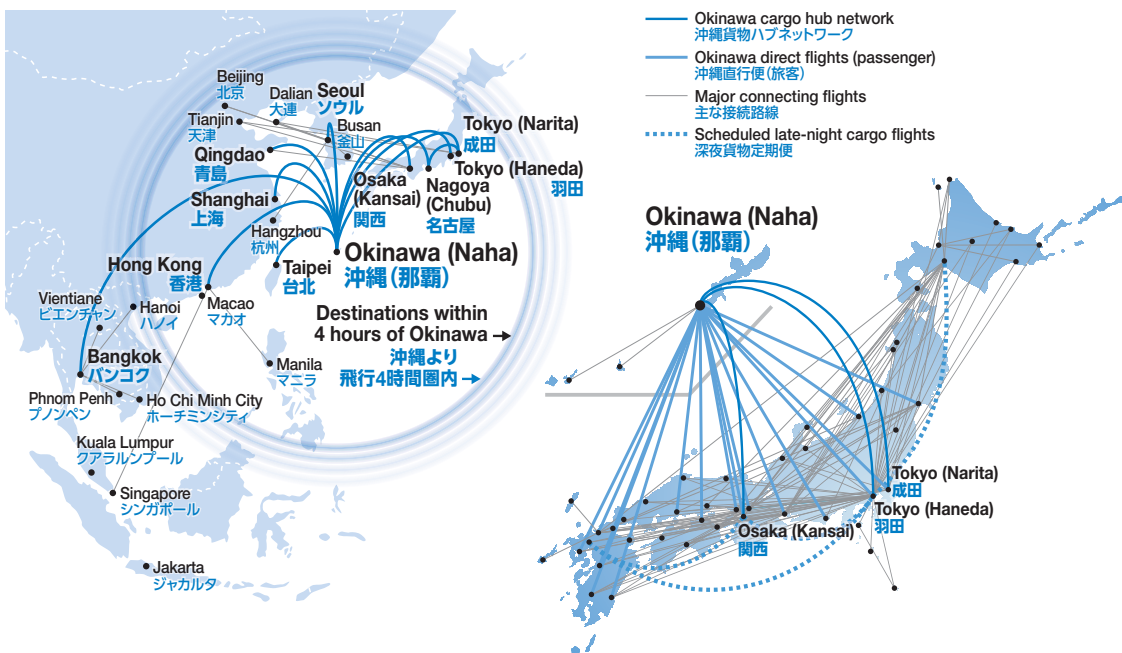 Okinawa cargo hub network
沖縄貨物ハブネットワーク
Okinawa direct flights (passenger)
沖縄直行便(旅客)
Major connecting flights
主な接続路線
Scheduled late-night cargo flights
深夜貨物定期便
Beijing
北京
Dalian
大連
Seoul
ソウル
Tianjin
天津
Busan
釜山
Tokyo (Narita)
成田
Qingdao
青島
Tokyo (Haneda)
羽田
Osaka
(Kansai)
関西
Nagoya
(Chubu)
名古屋
Shanghai
上海
Hangzhou
杭州
Okinawa (Naha)
沖縄(那覇)
Taipei
台北
Hong Kong
香港
Macao
マカオ
Vientiane
ビエンチャン
Hanoi
ハノイ
Destinations within
4 hours of Okinawa →
沖縄より
飛行4時間圏内 →
Bangkok
バンコク
Manila
マニラ
Phnom Penh
プノンペン
Ho Chi Minh City
ホーチミンシティ
Kuala Lumpur
クアラルンプール
Singapore
シンガポール
Jakarta
ジャカルタ
Okinawa (Naha)
沖縄(那覇)
Tokyo (Narita)
成田
Tokyo (Haneda)
羽田
Osaka (Kansai)
関西